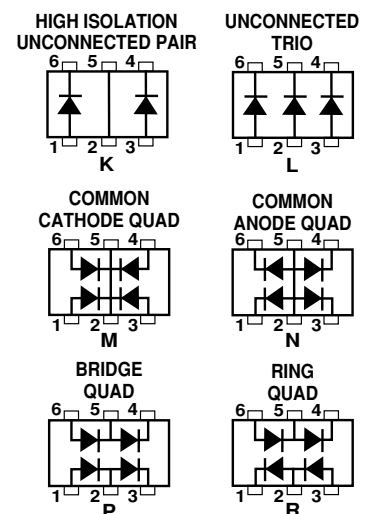 HIGH ISOLATION
UNCONNECTED PAIR
6 5 4
1 2 3
K
UNCONNECTED
TRIO
6 5 4
1 2 3
L
COMMON
CATHODE QUAD
6 5 4
1 2 3
M
COMMON
ANODE QUAD
6 5 4
1 2 3
N
BRIDGE
QUAD
6 5 4
1 2 3
P
RING
QUAD
6 5 4
1 2 3
R